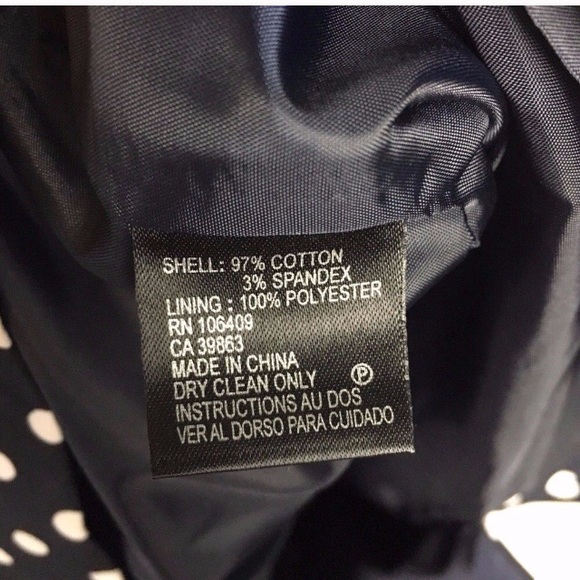 SHELL: 97% COTTON
3% SPANDEX
LINING : 100% POLYESTER
RN 106409
CA 39863
MADE IN CHINA
DRY CLEAN ONLY Ⓟ
INSTRUCTIONS AU DOS
VER AL DORSO PARA CUIDADO